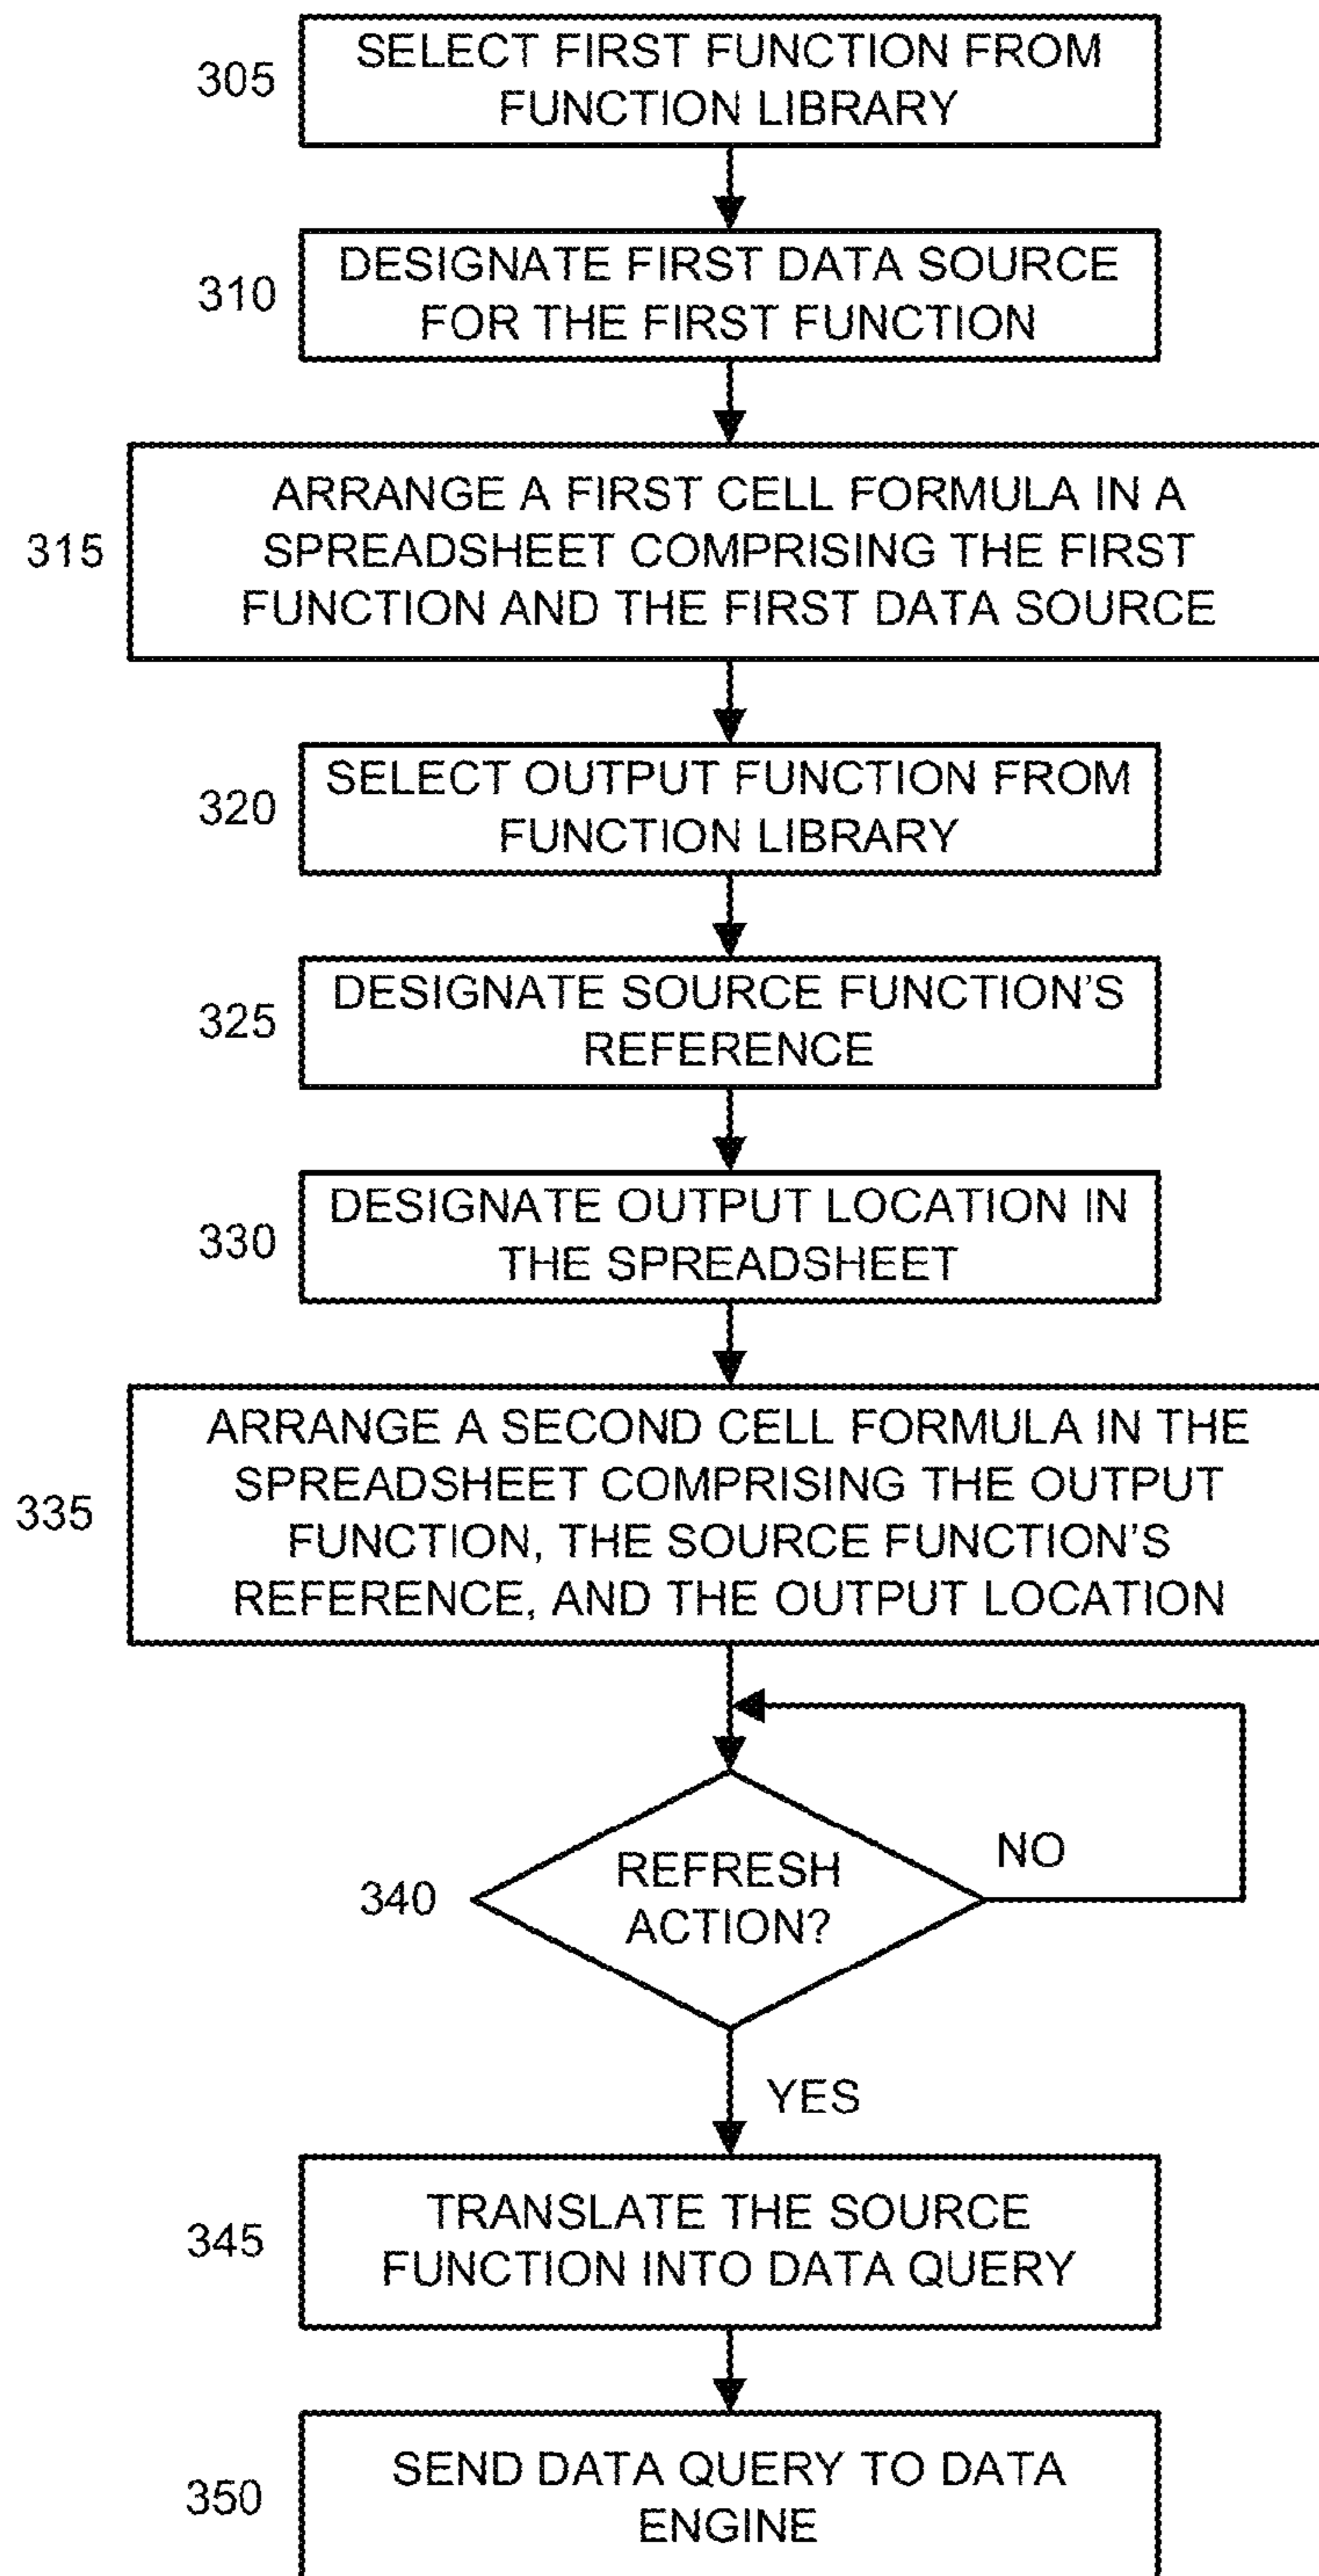 305
SELECT FIRST FUNCTION FROM
FUNCTION LIBRARY
310
DESIGNATE FIRST DATA SOURCE
FOR THE FIRST FUNCTION
315
ARRANGE A FIRST CELL FORMULA IN A
SPREADSHEET COMPRISING THE FIRST
FUNCTION AND THE FIRST DATA SOURCE
320
SELECT OUTPUT FUNCTION FROM
FUNCTION LIBRARY
325
DESIGNATE SOURCE FUNCTION'S
REFERENCE
330
DESIGNATE OUTPUT LOCATION IN
THE SPREADSHEET
335
ARRANGE A SECOND CELL FORMULA IN THE
SPREADSHEET COMPRISING THE OUTPUT
FUNCTION, THE SOURCE FUNCTION'S
REFERENCE, AND THE OUTPUT LOCATION
340
REFRESH
ACTION?
NO
YES
345
TRANSLATE THE SOURCE
FUNCTION INTO DATA QUERY
350
SEND DATA QUERY TO DATA
ENGINE